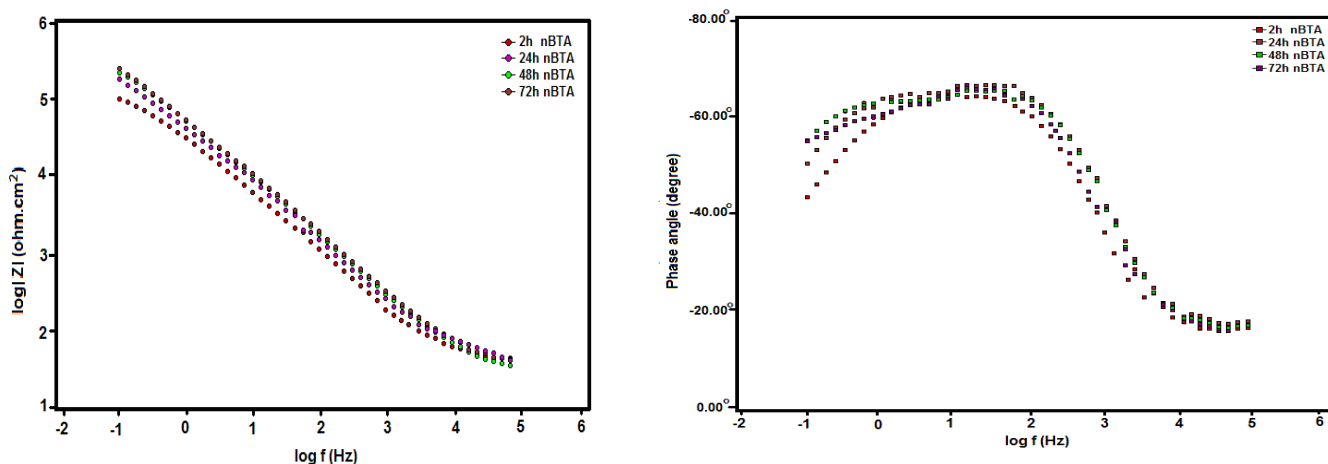 6
5
4
3
2
1
-2
-1
0
1
2
3
4
5
6
log| Z| (ohm.cm²)
log f (Hz)
2h nBTA
24h nBTA
48h nBTA
72h nBTA
-80.00°
-60.00°
-40.00°
-20.00°
0.00°
-2
-1
0
1
2
3
4
5
6
Phase angle (degree)
log f (Hz)
2h nBTA
24h nBTA
48h nBTA
72h nBTA